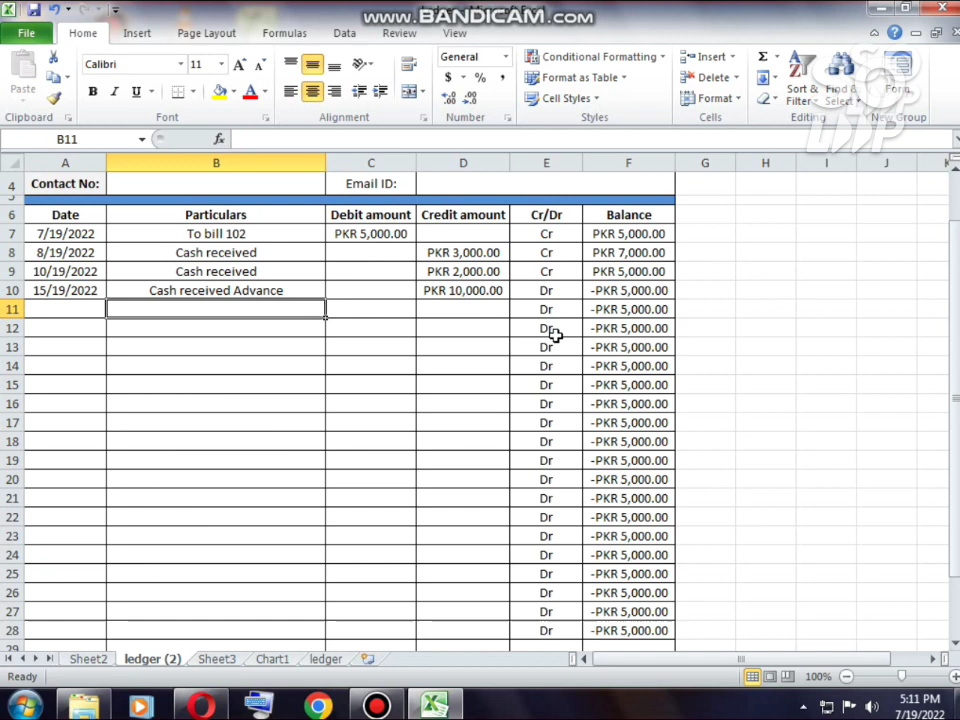 www.BANDICAM.com
File Home Insert Page Layout Formulas Data Review View
Calibri 11 General Conditional Formatting Insert
Paste $ % , Format as Table Delete Sort & Find &
B I U Cell Styles Format Filter Select Form
Clipboard Font Alignment Number Styles Cells Editing New Group
B11 fx
A B C D E F G H I J K
4 Contact No: Email ID:
5
6 Date Particulars Debit amount Credit amount Cr/Dr Balance
7 7/19/2022 To bill 102 PKR 5,000.00 Cr PKR 5,000.00
8 8/19/2022 Cash received PKR 3,000.00 Cr PKR 7,000.00
9 10/19/2022 Cash received PKR 2,000.00 Cr PKR 5,000.00
10 15/19/2022 Cash received Advance PKR 10,000.00 Dr -PKR 5,000.00
11 Dr -PKR 5,000.00
12 Dr -PKR 5,000.00
13 Dr -PKR 5,000.00
14 Dr -PKR 5,000.00
15 Dr -PKR 5,000.00
16 Dr -PKR 5,000.00
17 Dr -PKR 5,000.00
18 Dr -PKR 5,000.00
19 Dr -PKR 5,000.00
20 Dr -PKR 5,000.00
21 Dr -PKR 5,000.00
22 Dr -PKR 5,000.00
23 Dr -PKR 5,000.00
24 Dr -PKR 5,000.00
25 Dr -PKR 5,000.00
26 Dr -PKR 5,000.00
27 Dr -PKR 5,000.00
28 Dr -PKR 5,000.00
29
Sheet2 ledger (2) Sheet3 Chart1 ledger
Ready 100%
5:11 PM
7/19/2022